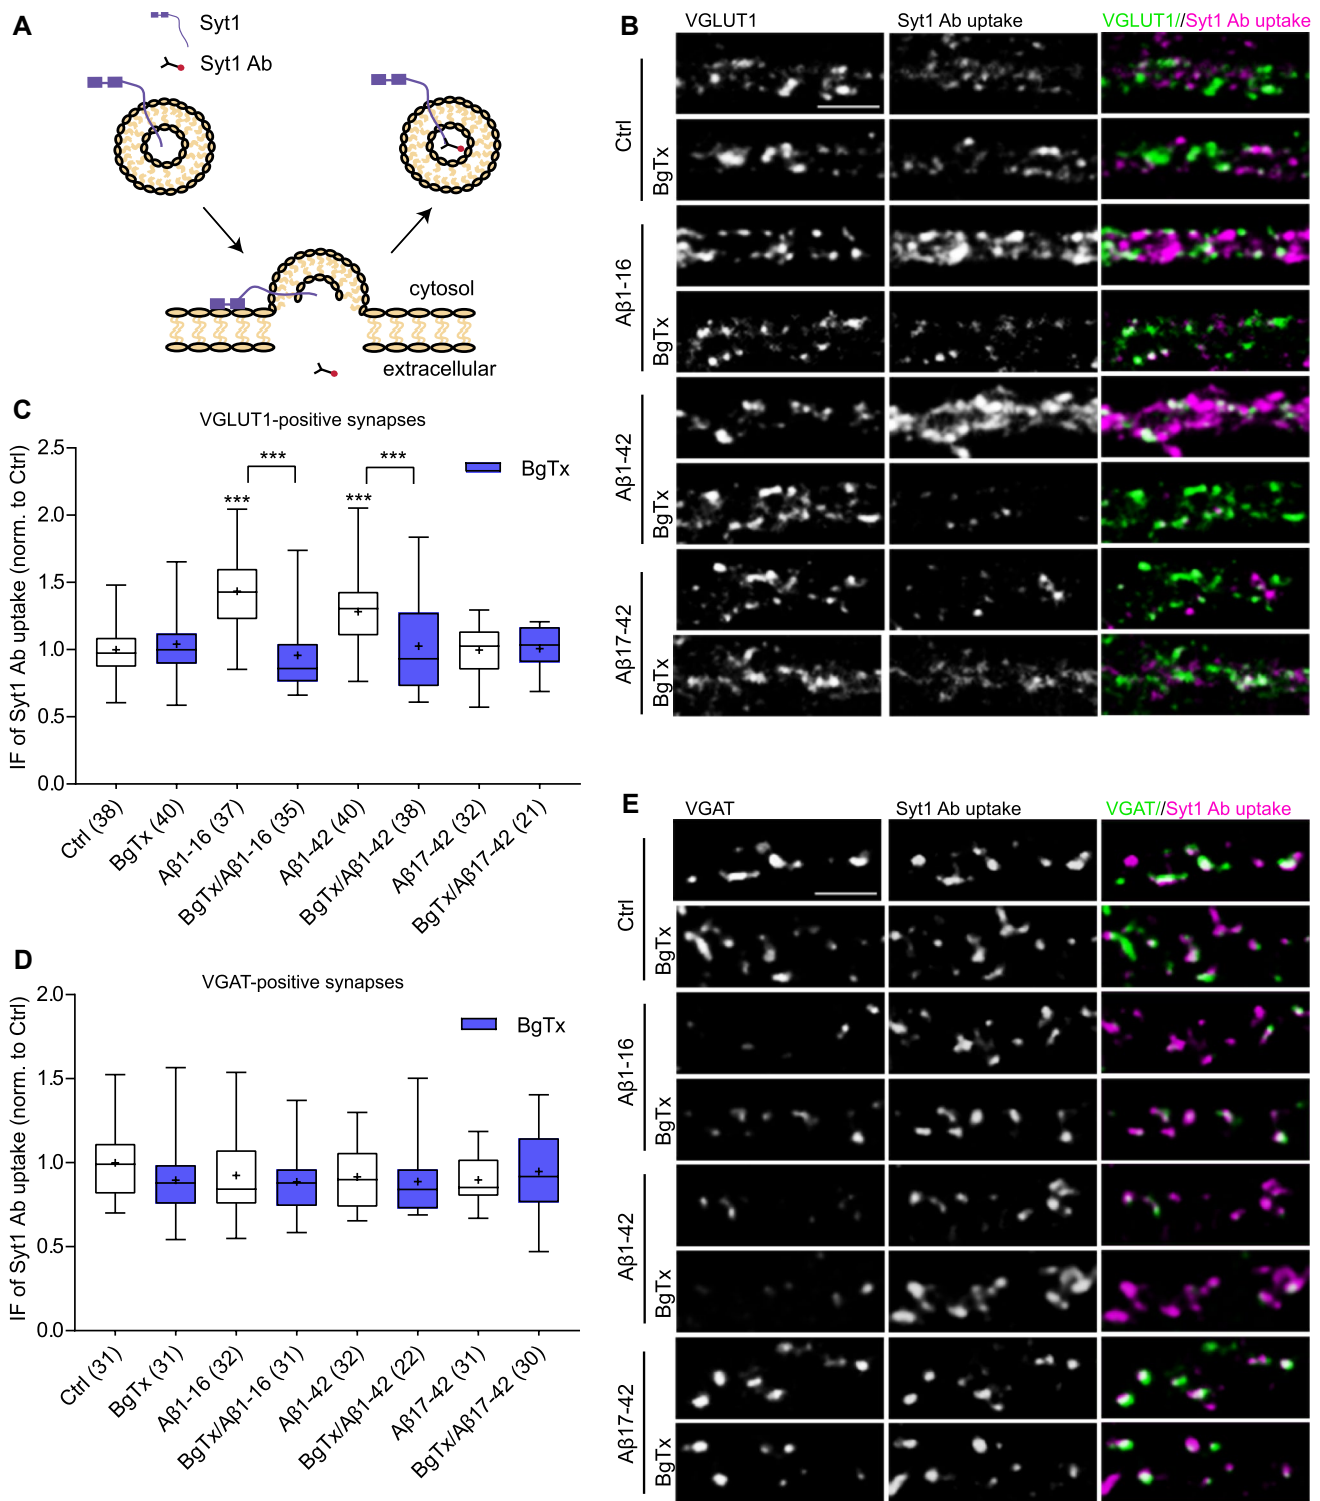 A
Syt1
Syt1 Ab
cytosol
extracellular
B
VGLUT1
Syt1 Ab uptake
VGLUT1//Syt1 Ab uptake
Ctrl
BgTx
Aβ1-16
BgTx
Aβ1-42
BgTx
Aβ17-42
BgTx
C
VGLUT1-positive synapses
IF of Syt1 Ab uptake (norm. to Ctrl)
2.5
2.0
1.5
1.0
0.5
0.0
***
***
***
***
BgTx
Ctrl (38)
BgTx (40)
Aβ1-16 (37)
BgTx/Aβ1-16 (35)
Aβ1-42 (40)
BgTx/Aβ1-42 (38)
Aβ17-42 (32)
BgTx/Aβ17-42 (21)
D
VGAT-positive synapses
IF of Syt1 Ab uptake (norm. to Ctrl)
2.0
1.5
1.0
0.5
0.0
BgTx
Ctrl (31)
BgTx (31)
Aβ1-16 (32)
BgTx/Aβ1-16 (31)
Aβ1-42 (32)
BgTx/Aβ1-42 (22)
Aβ17-42 (31)
BgTx/Aβ17-42 (30)
E
VGAT
Syt1 Ab uptake
VGAT//Syt1 Ab uptake
Ctrl
BgTx
Aβ1-16
BgTx
Aβ1-42
BgTx
Aβ17-42
BgTx